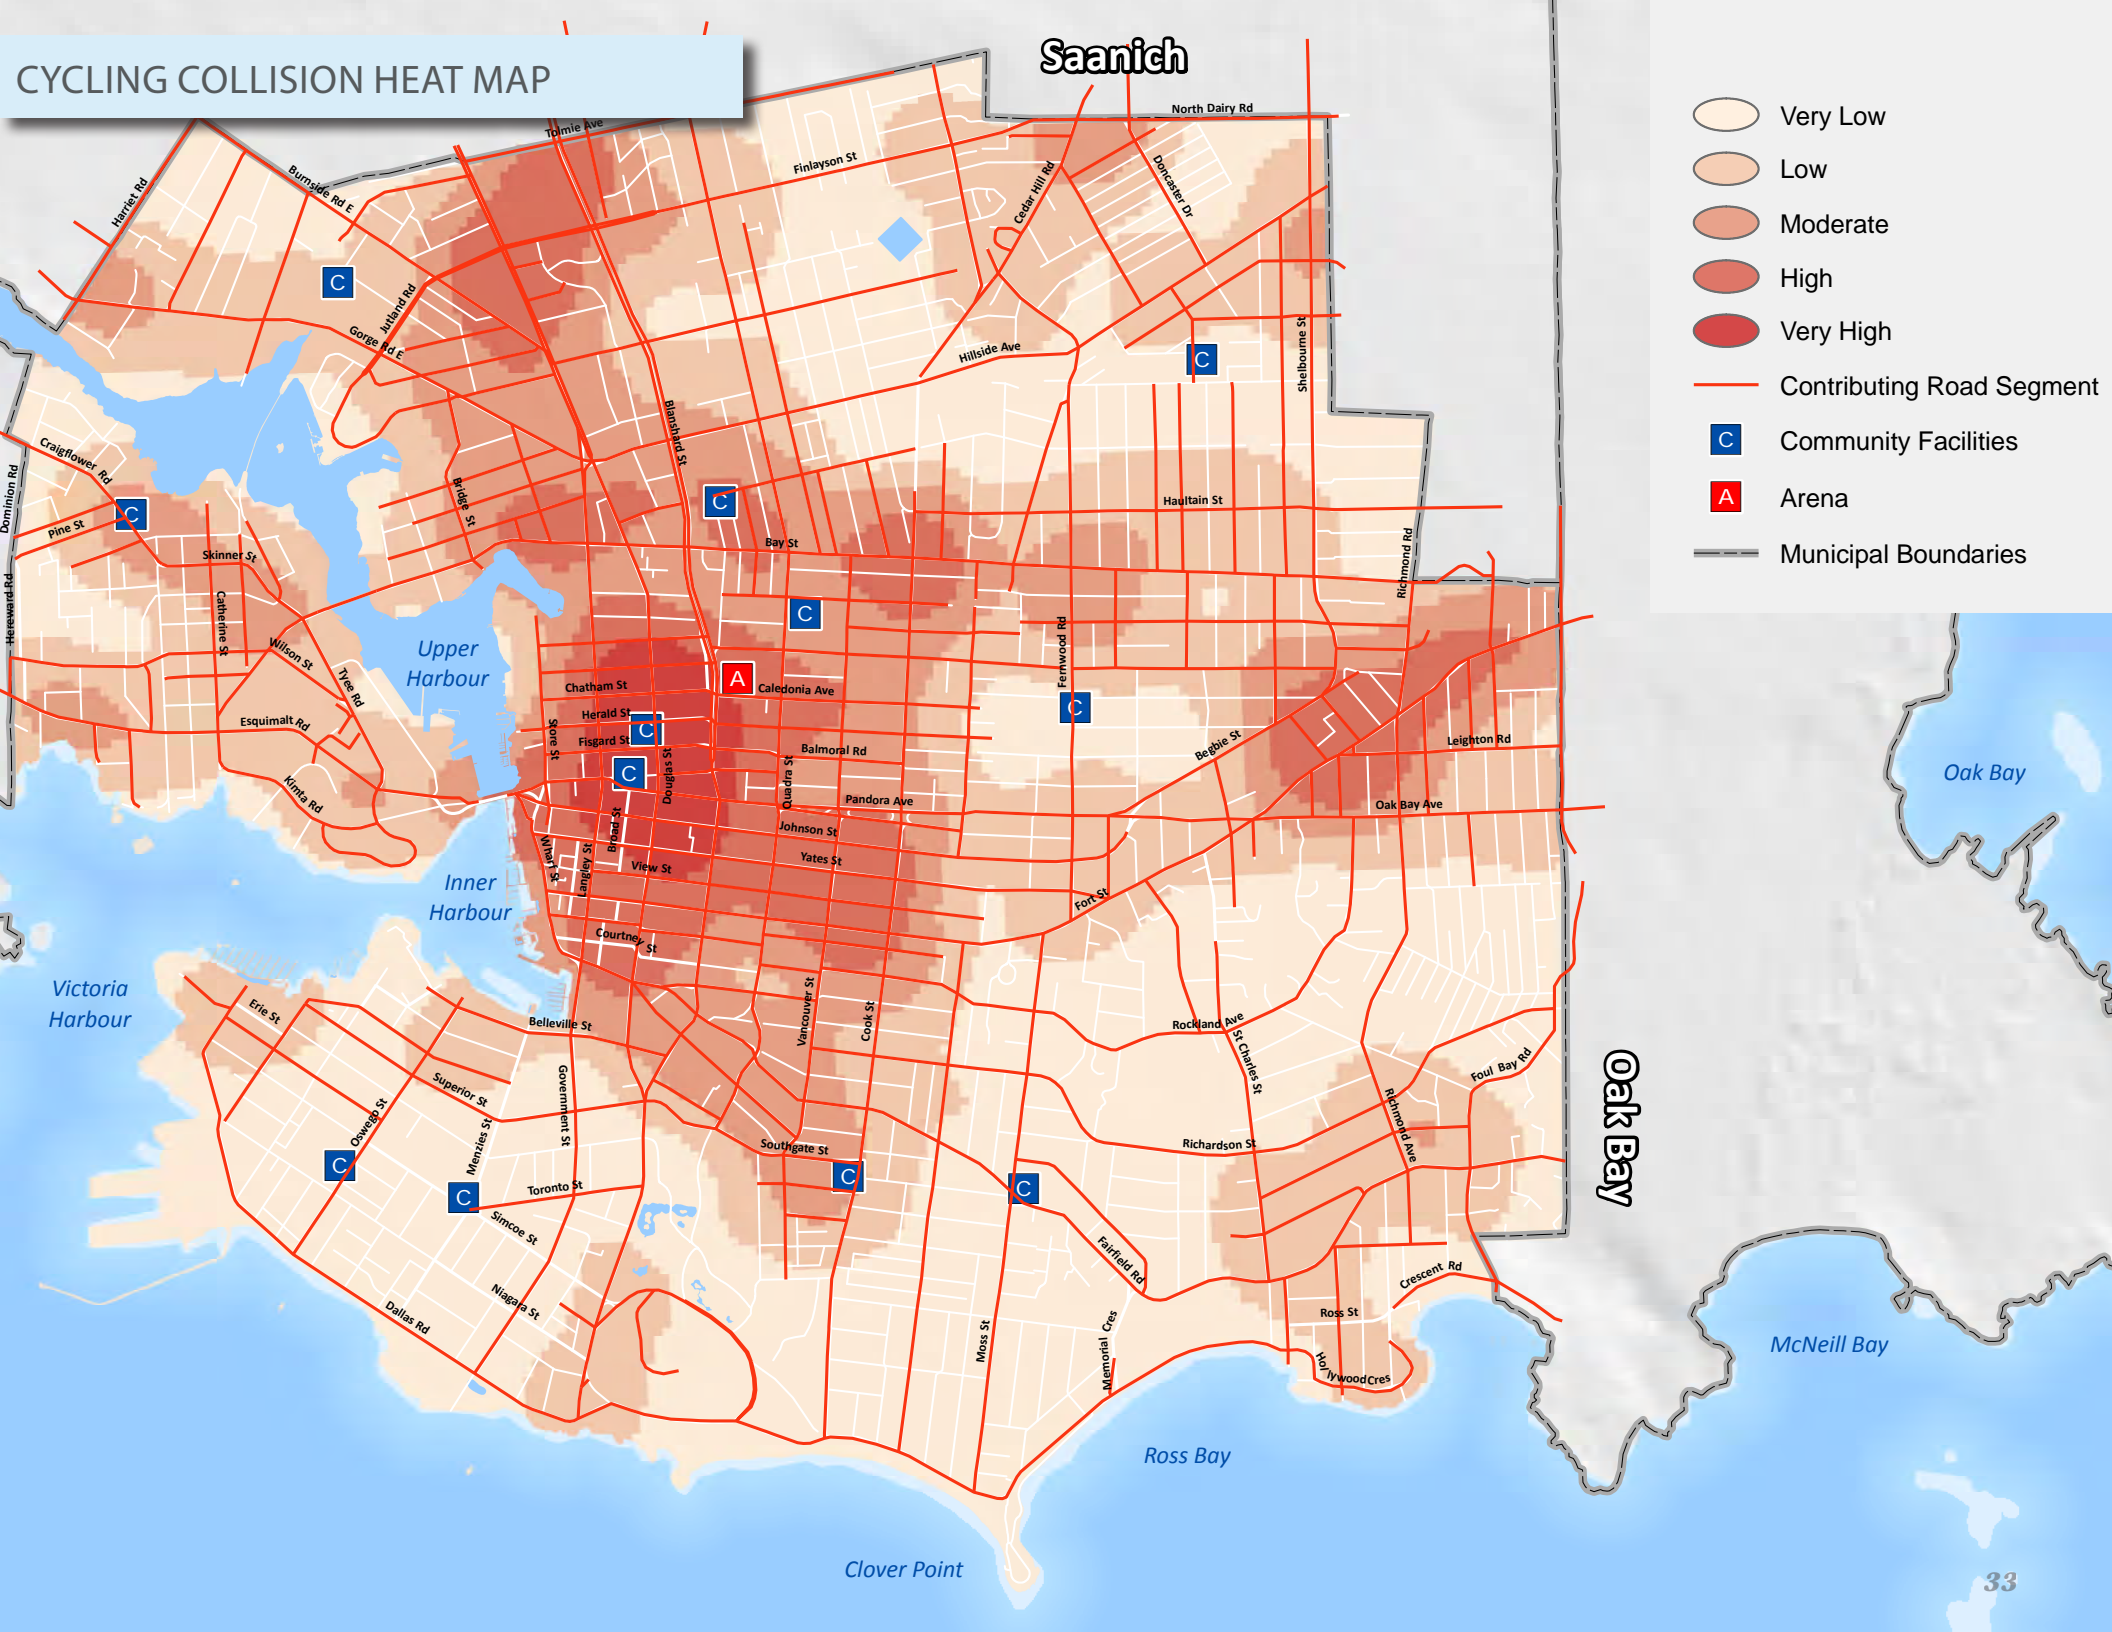 CYCLING COLLISION HEAT MAP
Saanich
North Dairy Rd
Tolmie Ave
Finlayson St
Burnside Rd E
Harriet Rd
Cedar Hill Rd
Doncaster Dr
Jutland Rd
Gorge Rd E
Hillside Ave
Shelbourne St
Blanshard St
Craigflower Rd
Dominion Rd
Pine St
Bridge St
Haultain St
Bay St
Richmond Rd
Skinner St
Hereward Rd
Catherine St
Wilson St
Tyee Rd
Upper
Harbour
Fernwood Rd
Chatham St
Caledonia Ave
Herald St
Fisgard St
Store St
Douglas St
Balmoral Rd
Quadra St
Begbie St
Leighton Rd
Esquimalt Rd
Kimta Rd
Pandora Ave
Oak Bay Ave
Johnson St
Broad St
Wharf St
Langley St
View St
Yates St
Fort St
Inner
Harbour
Courtney St
Victoria
Harbour
Erie St
Belleville St
Vancouver St
Cook St
Rockland Ave
St Charles St
Foul Bay Rd
Superior St
Oswego St
Menzies St
Government St
Southgate St
Richardson St
Richmond Ave
Toronto St
Simcoe St
Niagara St
Dallas Rd
Fairfield Rd
Crescent Rd
Ross St
Moss St
Memorial Cres
Hollywood Cres
Ross Bay
Clover Point
Oak Bay
Oak Bay
McNeill Bay
Very Low
Low
Moderate
High
Very High
Contributing Road Segment
C Community Facilities
A Arena
Municipal Boundaries
C
C
C
C
C
A
C
C
C
C
C
C
C
C
33